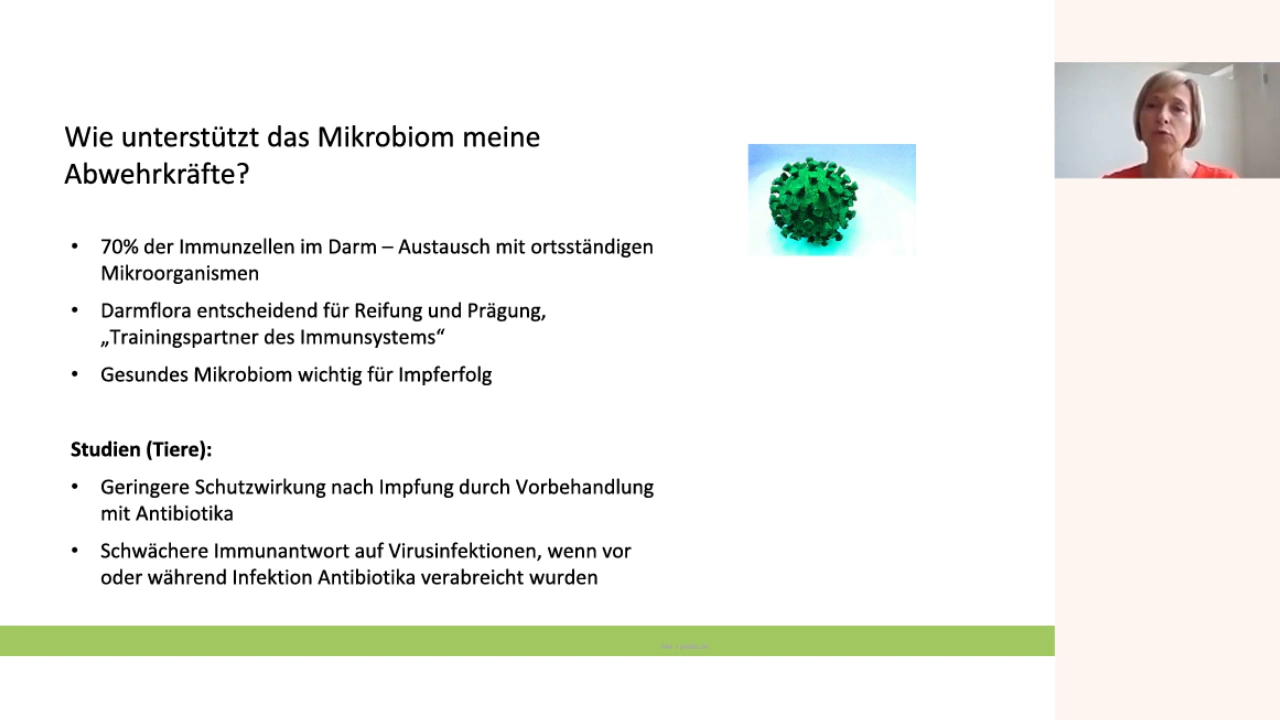 Wie unterstützt das Mikrobiom meine
Abwehrkräfte?
• 70% der Immunzellen im Darm – Austausch mit ortsständigen
Mikroorganismen
• Darmflora entscheidend für Reifung und Prägung,
„Trainingspartner des Immunsystems“
• Gesundes Mikrobiom wichtig für Impferfolg
Studien (Tiere):
• Geringere Schutzwirkung nach Impfung durch Vorbehandlung
mit Antibiotika
• Schwächere Immunantwort auf Virusinfektionen, wenn vor
oder während Infektion Antibiotika verabreicht wurden